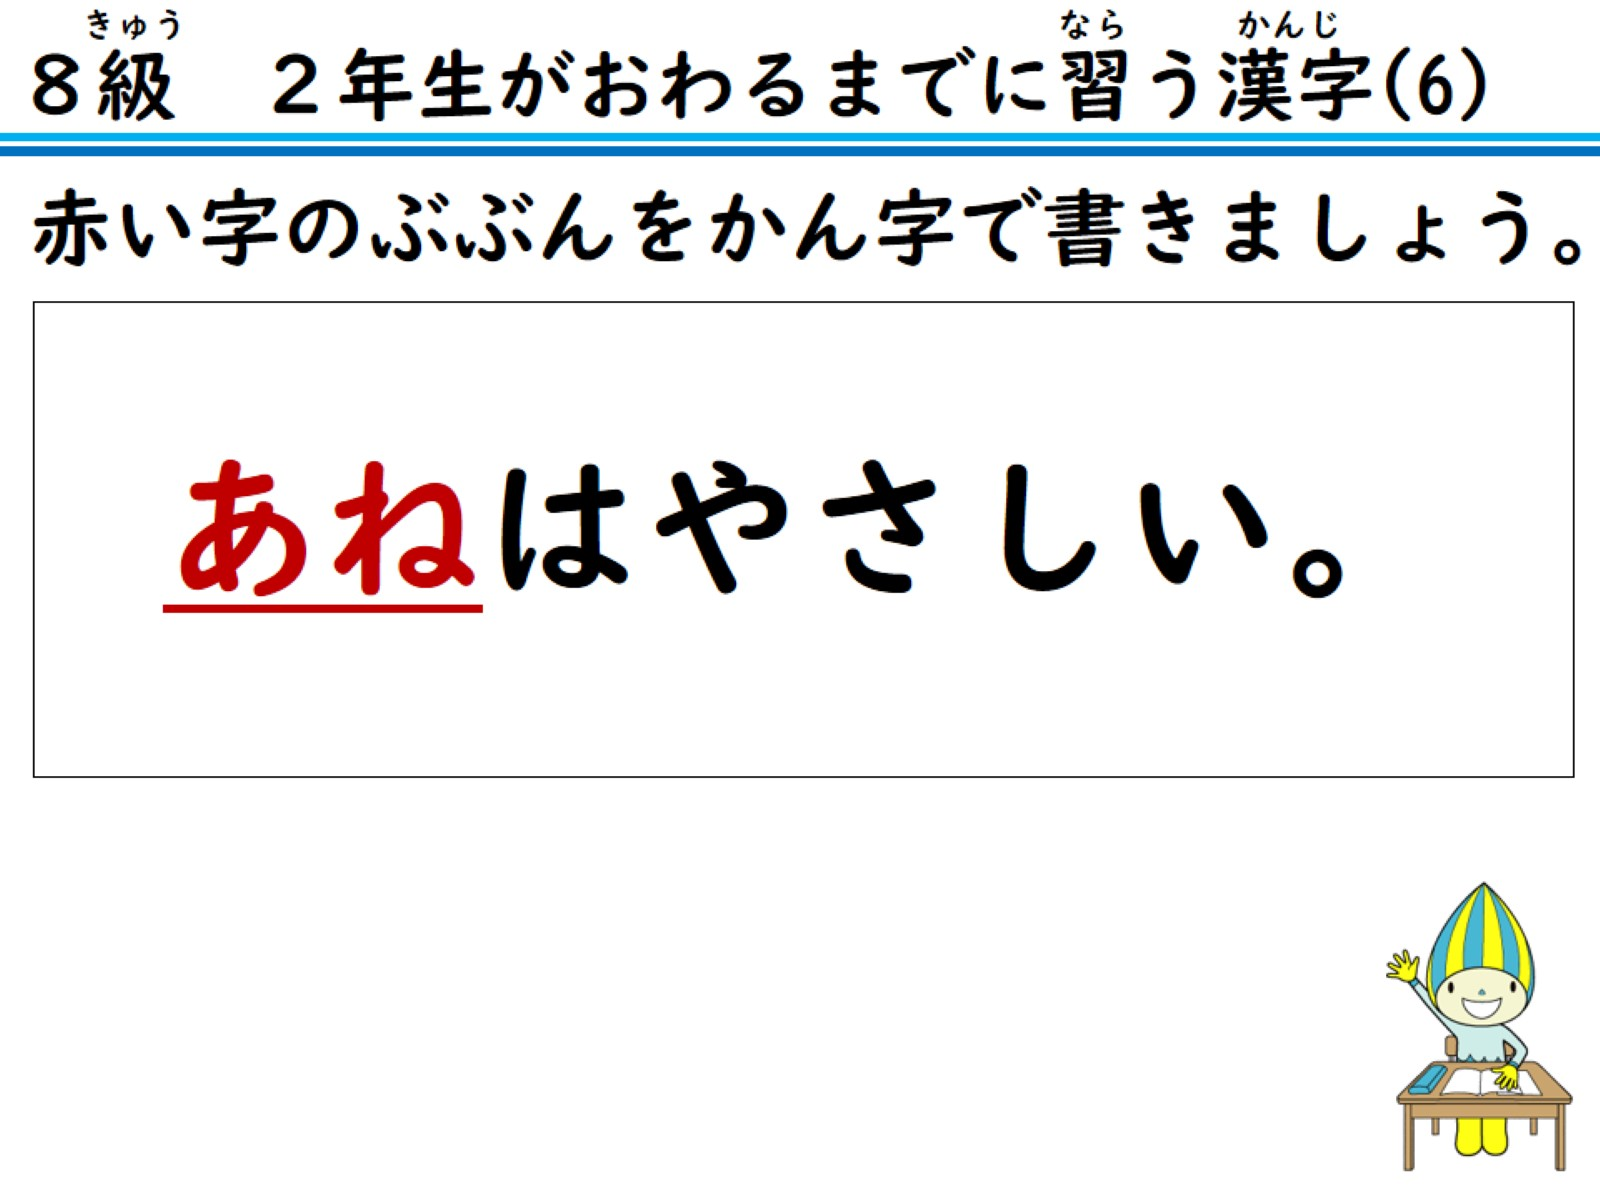 きゅう なら かんじ
８級　２年生がおわるまでに習う漢字(6)
赤い字のぶぶんをかん字で書きましょう。
あねはやさしい。